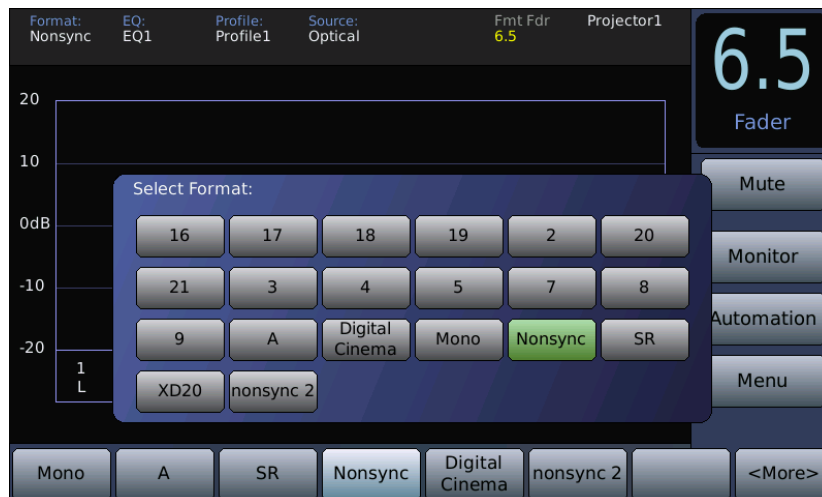 Format: EQ: Profile: Source: Fmt Fdr Projector1
Nonsync EQ1 Profile1 Optical 6.5
6.5
Fader
20
10
0dB
-10
-20
1
L
Select Format:
16 17 18 19 2 20
21 3 4 5 7 8
9 A Digital Cinema Mono Nonsync SR
XD20 nonsync 2
Mute
Monitor
Automation
Menu
Mono A SR Nonsync Digital Cinema nonsync 2 <More>